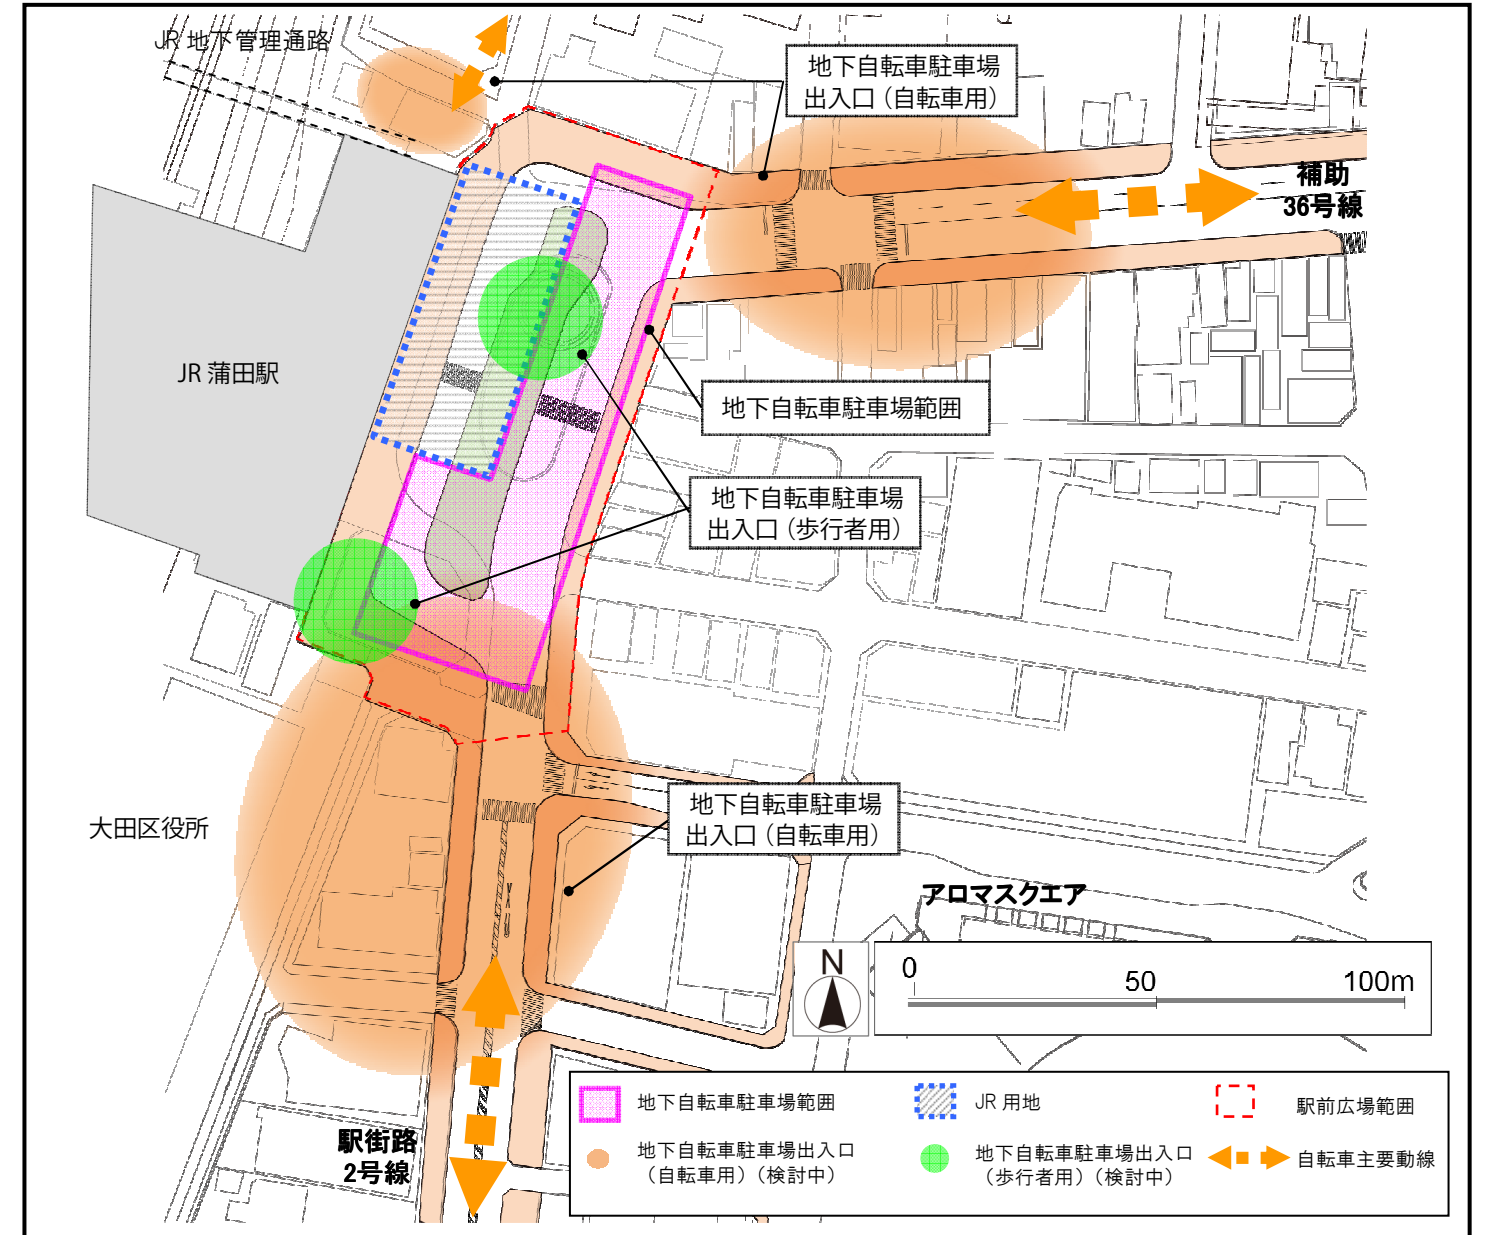 JR 地下管理通路
地下自転車駐車場
出入口（自転車用）
補助
36号線
JR 蒲田駅
地下自転車駐車場範囲
地下自転車駐車場
出入口（歩行者用）
地下自転車駐車場
出入口（自転車用）
大田区役所
アロマスクエア
N
0 50 100m
駅街路
2号線
地下自転車駐車場範囲
JR 用地
駅前広場範囲
地下自転車駐車場出入口
（自転車用）（検討中）
地下自転車駐車場出入口
（歩行者用）（検討中）
自転車主要動線